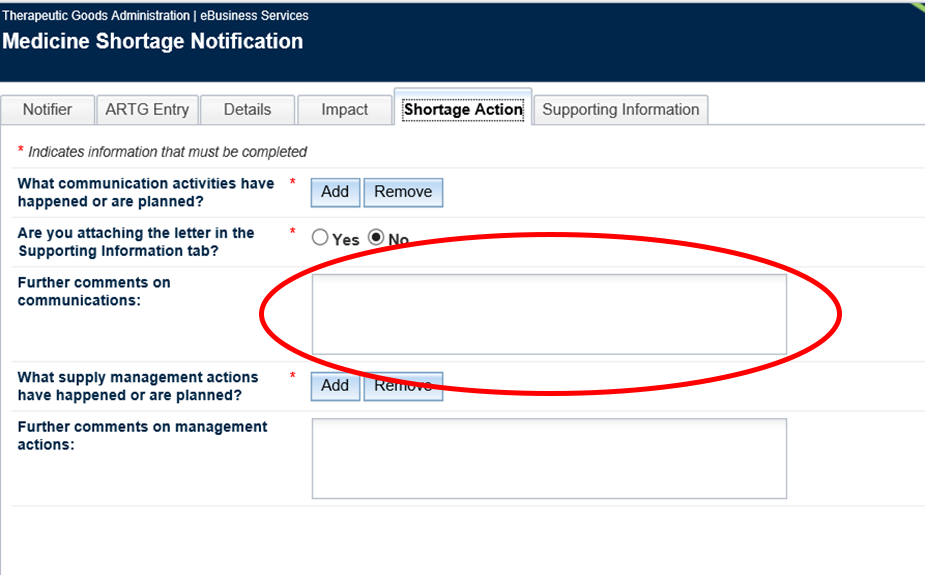 Therapeutic Goods Administration | eBusiness Services
Medicine Shortage Notification
Notifier ARTG Entry Details Impact Shortage Action Supporting Information
* Indicates information that must be completed
What communication activities have * Add Remove
happened or are planned?
Are you attaching the letter in the * Yes No
Supporting Information tab?
Further comments on
communications:
What supply management actions * Add Remove
have happened or are planned?
Further comments on management
actions: